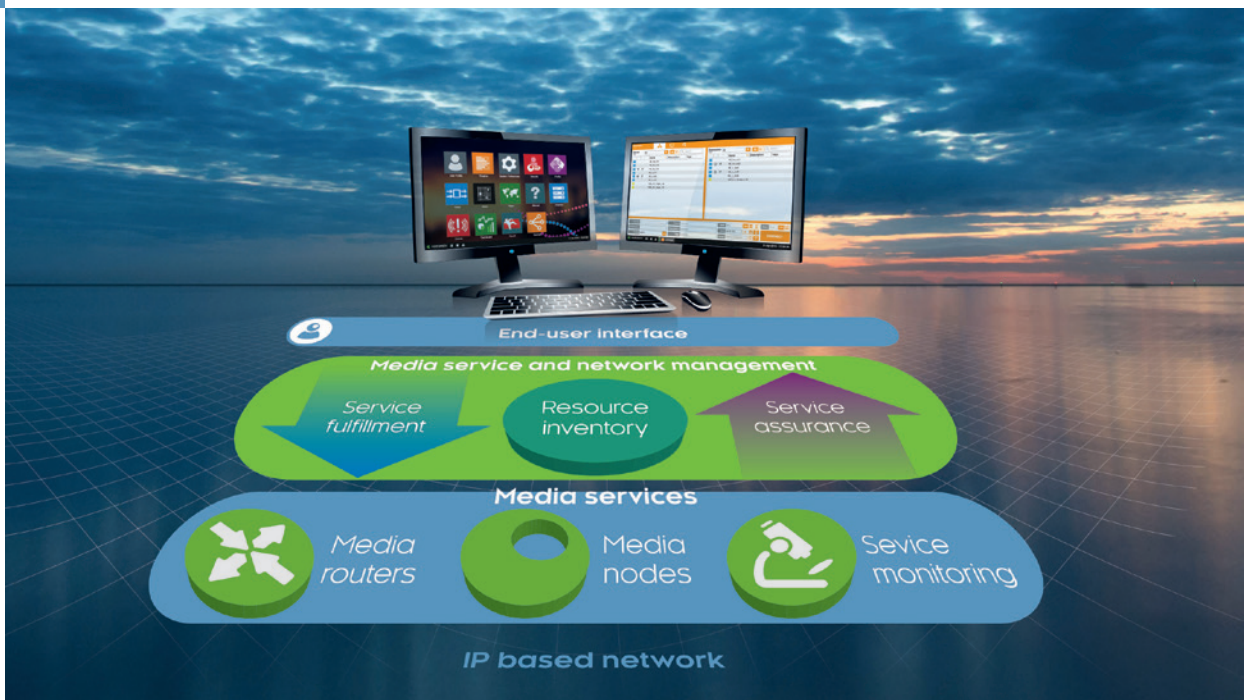 End-user interface
Media service and network management
Service
fulfillment
Resource
inventory
Service
assurance
Media services
Media
routers
Media
nodes
Sevice
monitoring
IP based network